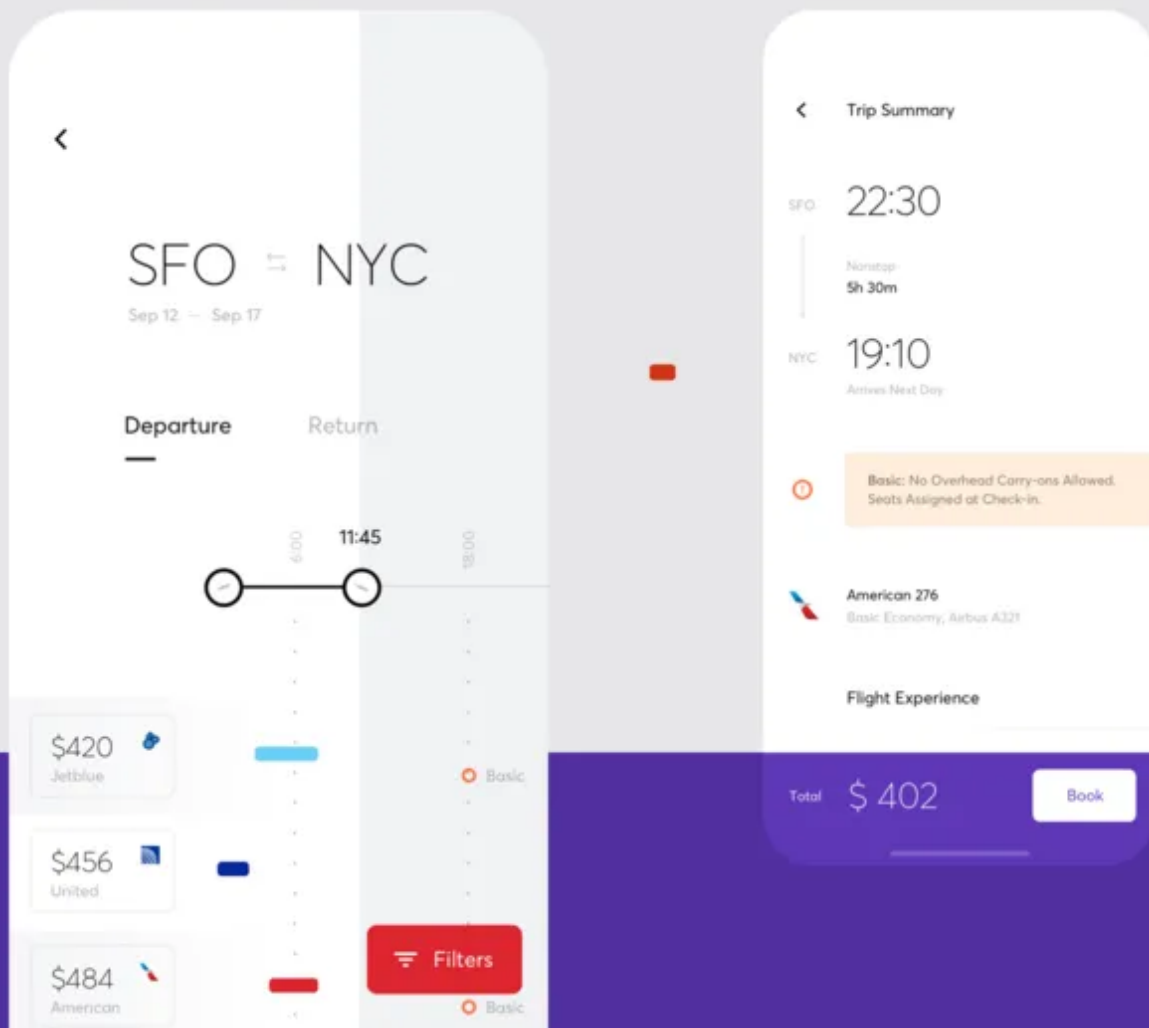 SFO NYC
Sep 12 — Sep 17
Departure Return
6:00 11:45 18:00
$420
Jetblue
Basic
$456
United
$484
American
Filters
Basic
Trip Summary
SFO 22:30
Nonstop
5h 30m
NYC 19:10
Arrives Next Day
Basic: No Overhead Carry-ons Allowed.
Seats Assigned at Check-in.
American 276
Basic Economy, Airbus A321
Flight Experience
Total $ 402 Book